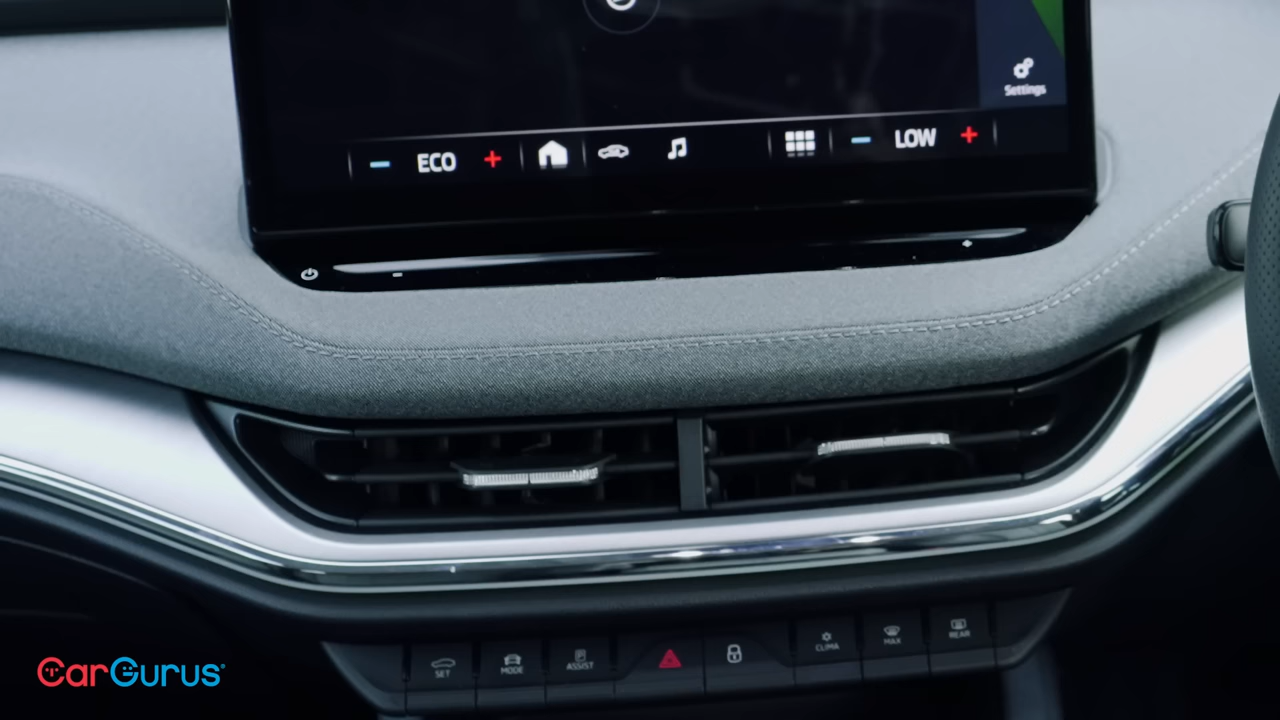 Settings
ECO
LOW
SET
MODE
ASSIST
CLIMA
MAX
REAR
CarGurus